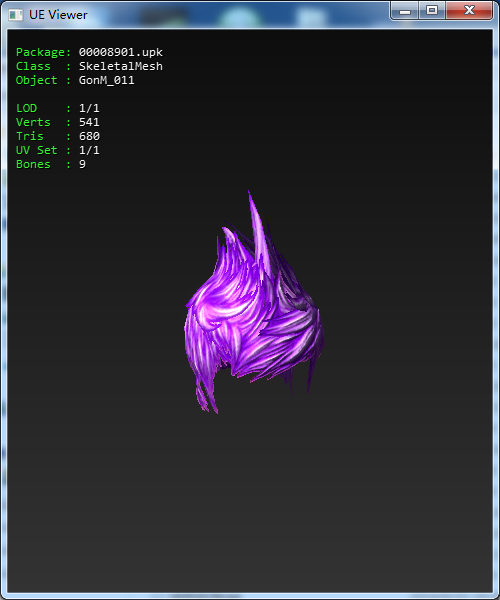 UE Viewer
Package: 00008901.upk
Class  : SkeletalMesh
Object : GonM_011
LOD    : 1/1
Verts  : 541
Tris   : 680
UV Set : 1/1
Bones  : 9